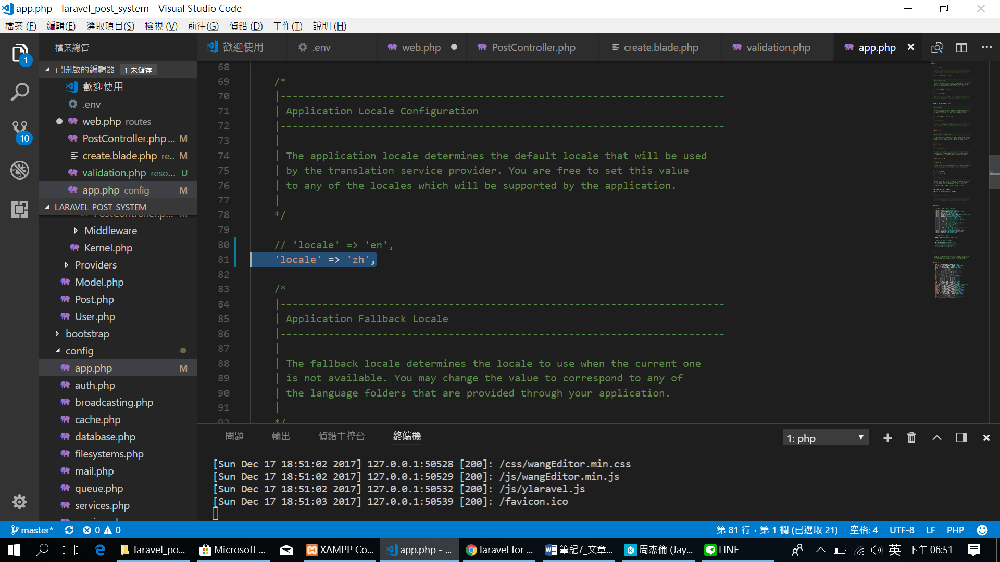 app.php - laravel_post_system - Visual Studio Code
檔案 (F) 編輯(E) 選取項目(S) 檢視 (V) 前往(G) 偵錯 (D) 工作(T) 說明 (H)
檔案總管
歡迎使用 .env web.php PostController.php create.blade.php validation.php app.php
1
已開啟的編輯器 1 未儲存
歡迎使用
.env
web.php routes
10
PostController.php ... M
create.blade.php re.. M
validation.php reso... U
app.php config M
LARAVEL_POST_SYSTEM
Middleware
Kernel.php
Providers
Model.php
Post.php
User.php
bootstrap
config
app.php M
auth.php
broadcasting.php
cache.php
database.php
filesystems.php
mail.php
queue.php
services.php
68
69 /*
70 |--------------------------------------------------------------------------
71 | Application Locale Configuration
72 |--------------------------------------------------------------------------
73 |
74 | The application locale determines the default locale that will be used
75 | by the translation service provider. You are free to set this value
76 | to any of the locales which will be supported by the application.
77 |
78 */
79
80 // 'locale' => 'en',
81 'locale' => 'zh',
82
83 /*
84 |--------------------------------------------------------------------------
85 | Application Fallback Locale
86 |--------------------------------------------------------------------------
87 |
88 | The fallback locale determines the locale to use when the current one
89 | is not available. You may change the value to correspond to any of
90 | the language folders that are provided through your application.
91 |
92 */
問題 輸出 偵錯主控台 終端機 1: php
[Sun Dec 17 18:51:02 2017] 127.0.0.1:50528 [200]: /css/wangEditor.min.css
[Sun Dec 17 18:51:02 2017] 127.0.0.1:50529 [200]: /js/wangEditor.min.js
[Sun Dec 17 18:51:02 2017] 127.0.0.1:50532 [200]: /js/ylaravel.js
[Sun Dec 17 18:51:03 2017] 127.0.0.1:50539 [200]: /favicon.ico
master* 0 0 第 81 行，第 1 欄 (已選取 21) 空格: 4 UTF-8 LF PHP
laravel_po... Microsoft ... XAMPP Co... app.php - ... laravel for ... 筆記7_文章... 周杰倫 (Jay... LINE 英 下午 06:51